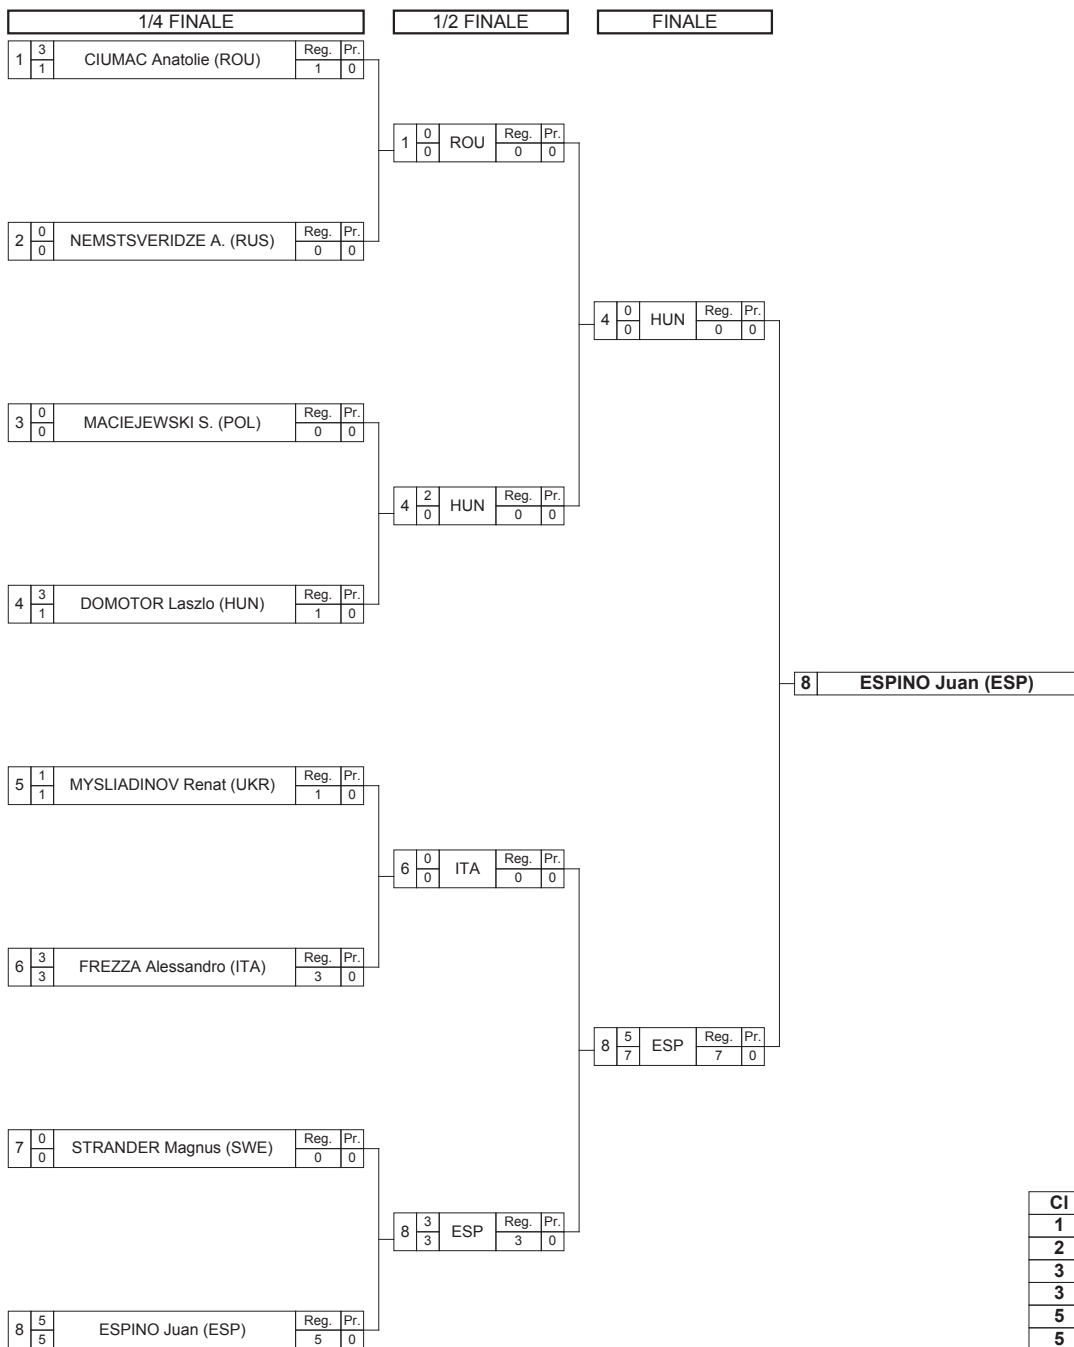 1/4 FINALE 1/2 FINALE FINALE
1 3 CIUMAC Anatolie (ROU) Reg. Pr.
1 1 0
1 0 ROU Reg. Pr.
0 0 0
2 0 NEMSTSVERIDZE A. (RUS) Reg. Pr.
0 0 0
4 0 HUN Reg. Pr.
0 0 0
3 0 MACIEJEWSKI S. (POL) Reg. Pr.
0 0 0
4 2 HUN Reg. Pr.
0 0 0
4 3 DOMOTOR Laszlo (HUN) Reg. Pr.
1 1 0
8 ESPINO Juan (ESP)
5 1 MYSLIADINOV Renat (UKR) Reg. Pr.
1 1 0
6 0 ITA Reg. Pr.
0 0 0
6 3 FREZZA Alessandro (ITA) Reg. Pr.
3 3 0
8 5 ESP Reg. Pr.
7 7 0
7 0 STRANDER Magnus (SWE) Reg. Pr.
0 0 0
8 3 ESP Reg. Pr.
3 3 0
8 5 ESPINO Juan (ESP) Reg. Pr.
5 5 0
Cl
1
2
3
3
5
5